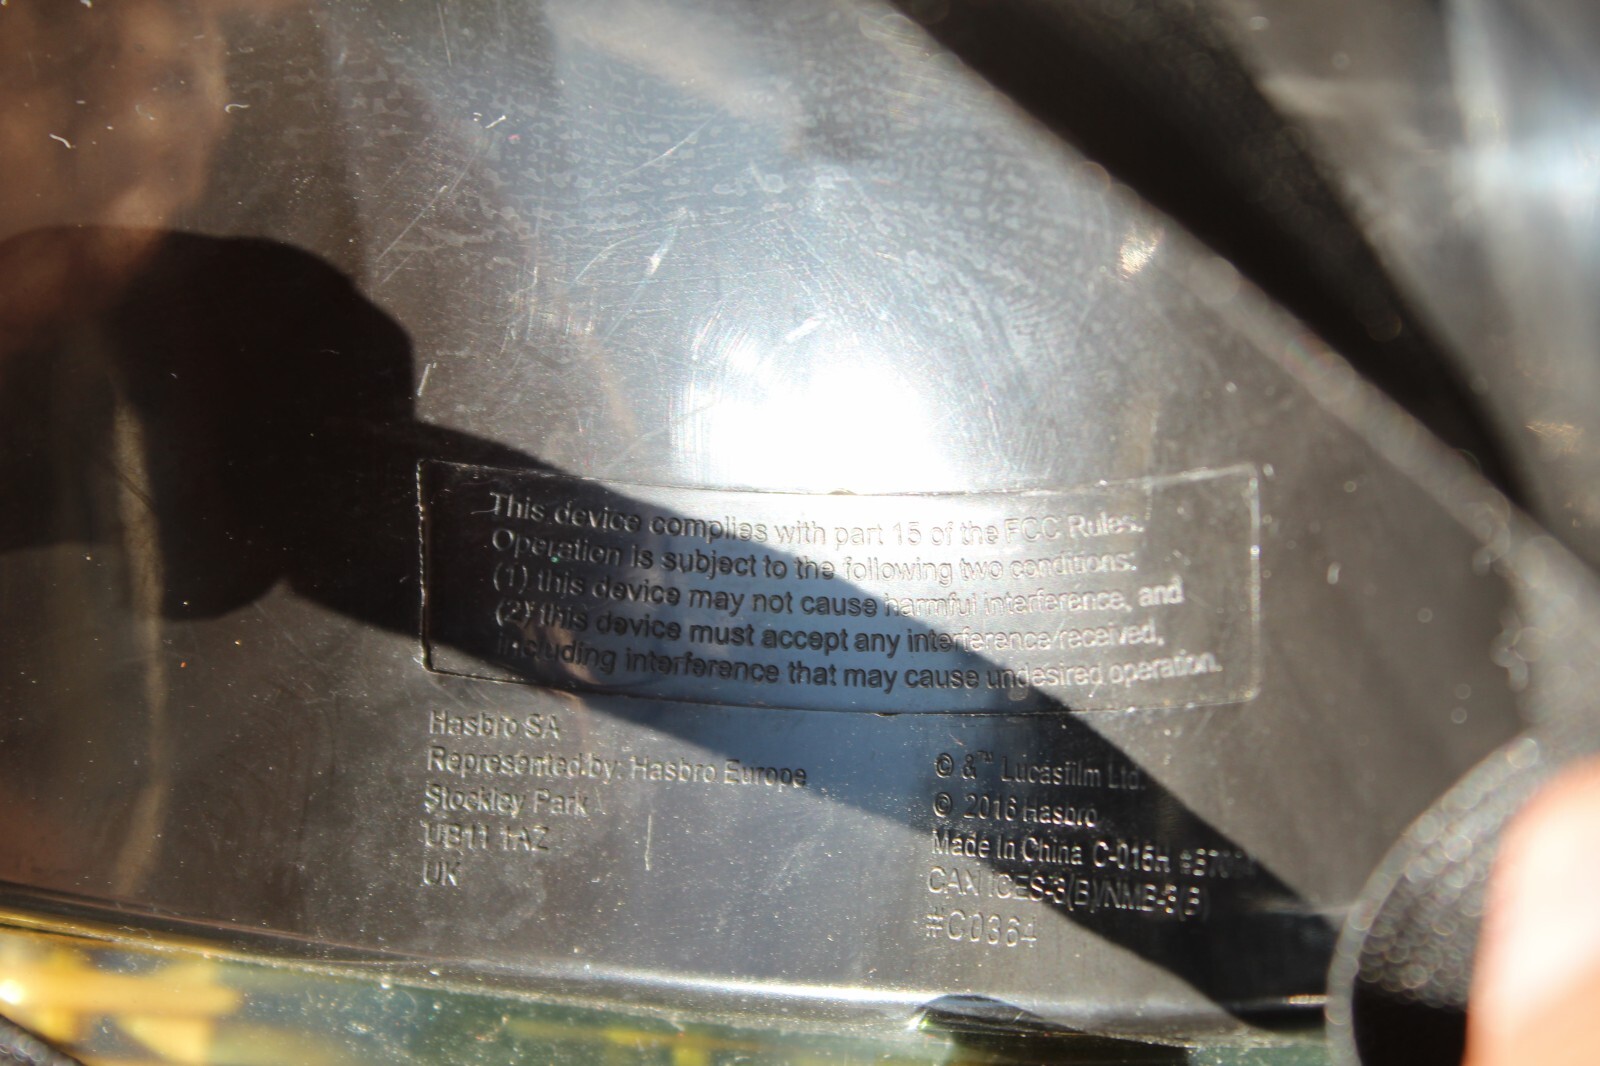 This device complies with part 15 of the FCC Rules.
Operation is subject to the following two conditions:
(1) this device may not cause harmful interference, and
(2) this device must accept any interference received,
including interference that may cause undesired operation.
Hasbro SA
Represented by: Hasbro Europe
Stockley Park
UB11 1AZ
UK
© &™ Lucasfilm Ltd.
© 2016 Hasbro
Made in China C-015H
CAN ICES-3(B)/NMB-3(B)
#C0364